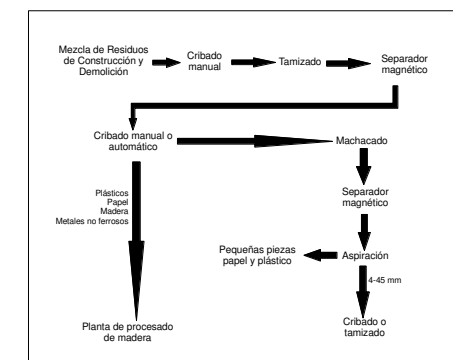 Mezcla de Residuos
de Construcción y
Demolición
Cribado
manual
Tamizado
Separador
magnético
Cribado manual o
automático
Machacado
Plásticos
Papel
Madera
Metales no ferrosos
Separador
magnético
Pequeñas piezas
papel y plástico
Aspiración
4-45 mm
Planta de procesado
de madera
Cribado o
tamizado